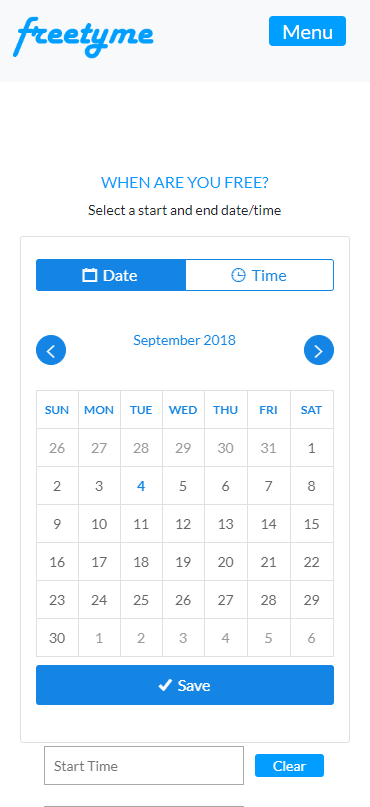 freetyme
Menu
WHEN ARE YOU FREE?
Select a start and end date/time
Date Time
September 2018
SUN MON TUE WED THU FRI SAT
26 27 28 29 30 31 1
2 3 4 5 6 7 8
9 10 11 12 13 14 15
16 17 18 19 20 21 22
23 24 25 26 27 28 29
30 1 2 3 4 5 6
Save
Start Time Clear